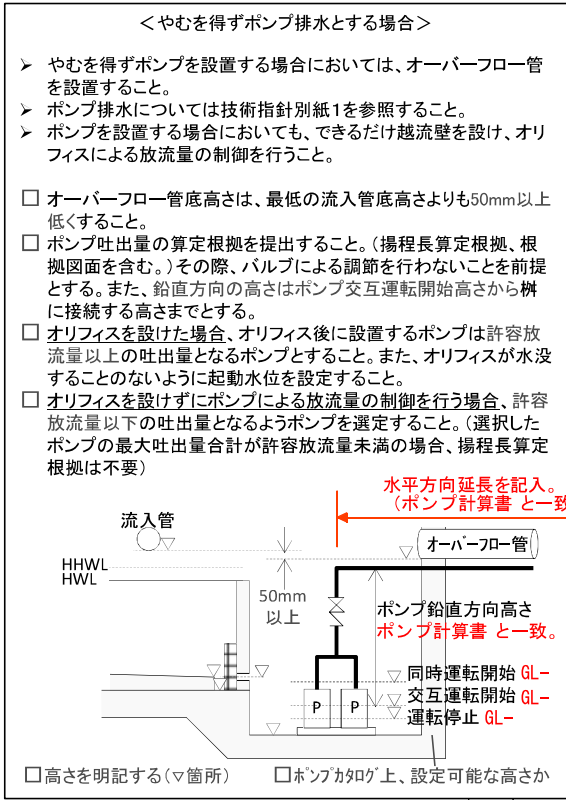 ＜やむを得ずポンプ排水とする場合＞
➢ やむを得ずポンプを設置する場合においては、オーバーフロー管
を設置すること。
➢ ポンプ排水については技術指針別紙1を参照すること。
➢ ポンプを設置する場合においても、できるだけ越流壁を設け、オリ
フィスによる放流量の制御を行うこと。
□ オーバーフロー管底高さは、最低の流入管底高さよりも50mm以上
低くすること。
□ ポンプ吐出量の算定根拠を提出すること。（揚程長算定根拠、根
拠図面を含む。）その際、バルブによる調節を行わないことを前提
とする。また、鉛直方向の高さはポンプ交互運転開始高さから桝
に接続する高さまでとする。
□ オリフィスを設けた場合、オリフィス後に設置するポンプは許容放
流量以上の吐出量となるポンプとすること。また、オリフィスが水没
することのないように起動水位を設定すること。
□ オリフィスを設けずにポンプによる放流量の制御を行う場合、許容
放流量以下の吐出量となるようポンプを選定すること。（選択した
ポンプの最大吐出量合計が許容放流量未満の場合、揚程長算定
根拠は不要）
水平方向延長を記入。
（ポンプ計算書 と一致
流入管
オーバーフロー管
HHWL
HWL
50mm
以上
ポンプ鉛直方向高さ
ポンプ計算書 と一致。
同時運転開始 GL－
交互運転開始 GL－
運転停止 GL－
P P
□高さを明記する（▽箇所）
□ポンプカタログ上、設定可能な高さか